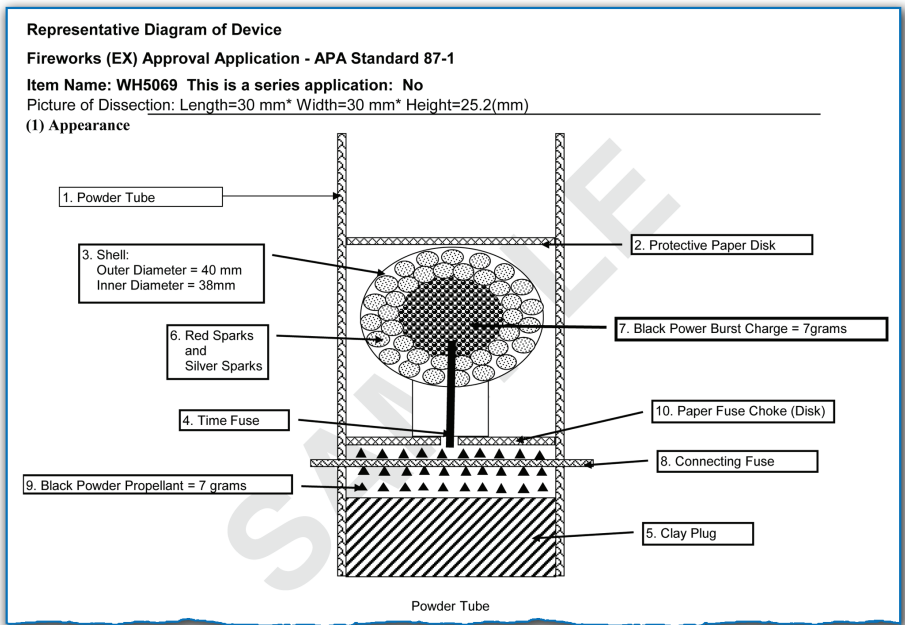 Representative Diagram of Device
Fireworks (EX) Approval Application - APA Standard 87-1
Item Name: WH5069 This is a series application: No
Picture of Dissection: Length=30 mm* Width=30 mm* Height=25.2(mm)
(1) Appearance
1. Powder Tube
2. Protective Paper Disk
3. Shell:
Outer Diameter = 40 mm
Inner Diameter = 38mm
7. Black Power Burst Charge = 7grams
6. Red Sparks
and
Silver Sparks
4. Time Fuse
10. Paper Fuse Choke (Disk)
8. Connecting Fuse
9. Black Powder Propellant = 7 grams
5. Clay Plug
Powder Tube
SAMPLE